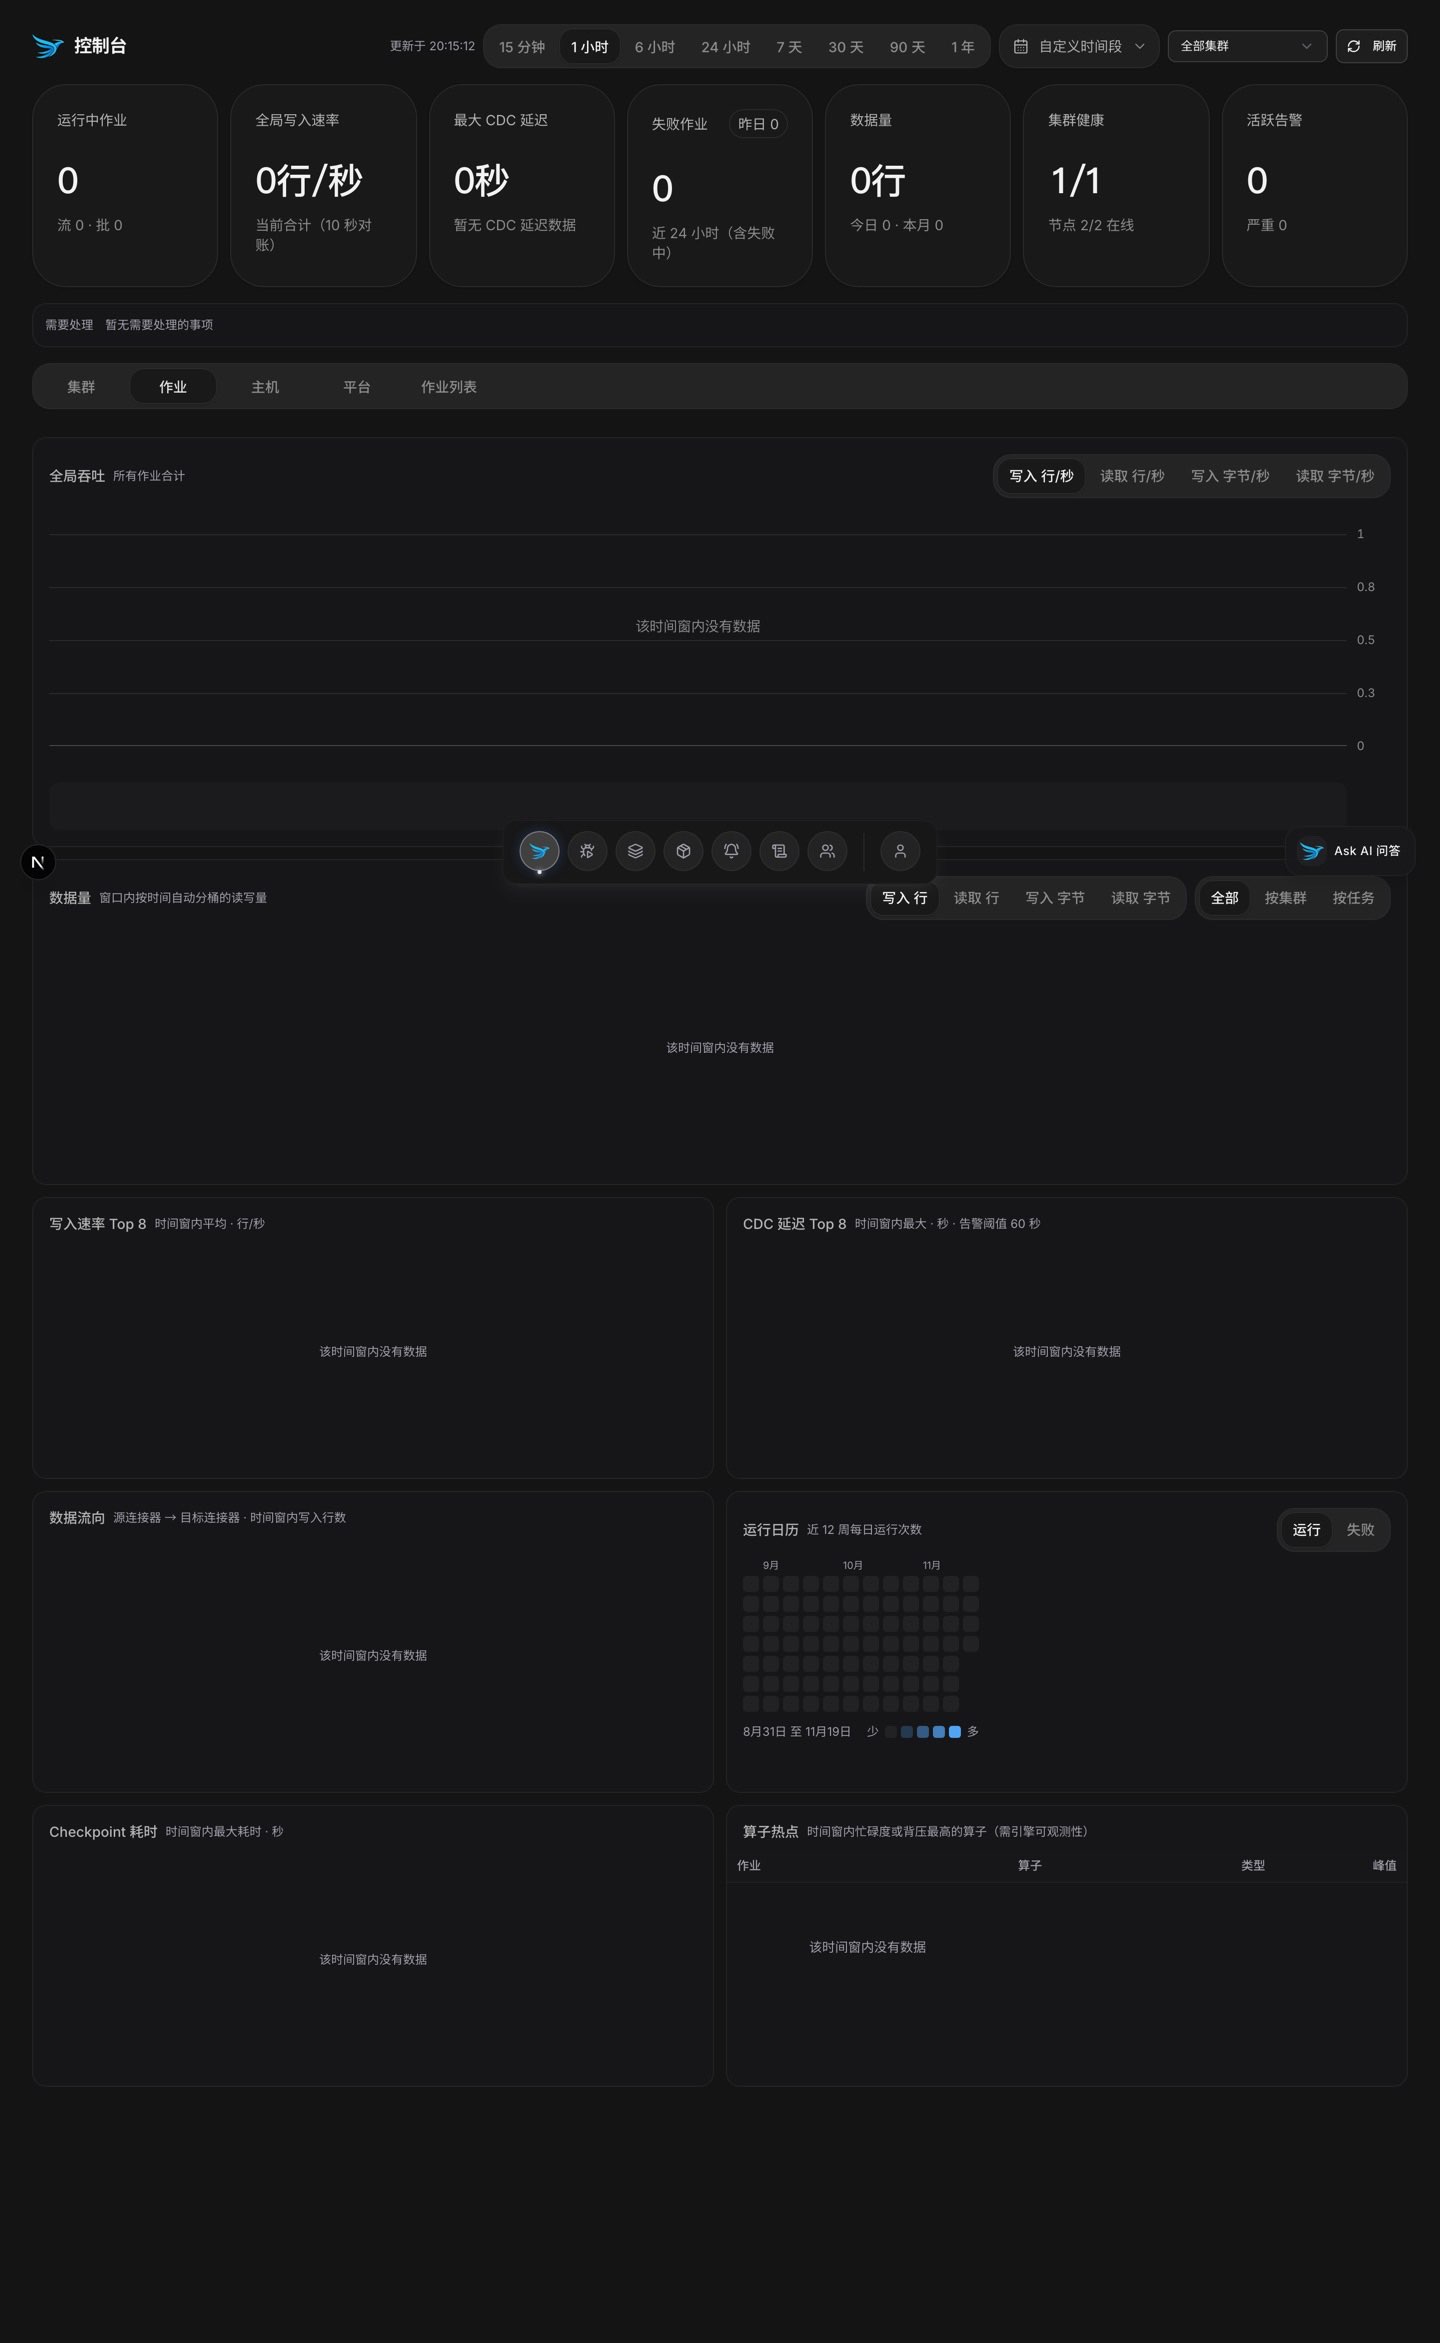 控制台
更新于 20:15:12
15 分钟 1 小时 6 小时 24 小时 7 天 30 天 90 天 1 年
自定义时间段
全部集群
刷新
运行中作业
0
流 0 · 批 0
全局写入速率
0行/秒
当前合计（10 秒对
账）
最大 CDC 延迟
0秒
暂无 CDC 延迟数据
失败作业 昨日 0
0
近 24 小时（含失败
中）
数据量
0行
今日 0 · 本月 0
集群健康
1/1
节点 2/2 在线
活跃告警
0
严重 0
需要处理 暂无需要处理的事项
集群 作业 主机 平台 作业列表
全局吞吐 所有作业合计
写入 行/秒 读取 行/秒 写入 字节/秒 读取 字节/秒
1
0.8
该时间窗内没有数据
0.5
0.3
0
N
Ask AI 问答
数据量 窗口内按时间自动分桶的读写量
写入 行 读取 行 写入 字节 读取 字节
全部 按集群 按任务
该时间窗内没有数据
写入速率 Top 8 时间窗内平均 · 行/秒
该时间窗内没有数据
CDC 延迟 Top 8 时间窗内最大 · 秒 · 告警阈值 60 秒
该时间窗内没有数据
数据流向 源连接器 → 目标连接器 · 时间窗内写入行数
该时间窗内没有数据
运行日历 近 12 周每日运行次数
运行 失败
9月 10月 11月
8月31日 至 11月19日 少 多
Checkpoint 耗时 时间窗内最大耗时 · 秒
该时间窗内没有数据
算子热点 时间窗内忙碌度或背压最高的算子（需引擎可观测性）
作业 算子 类型 峰值
该时间窗内没有数据